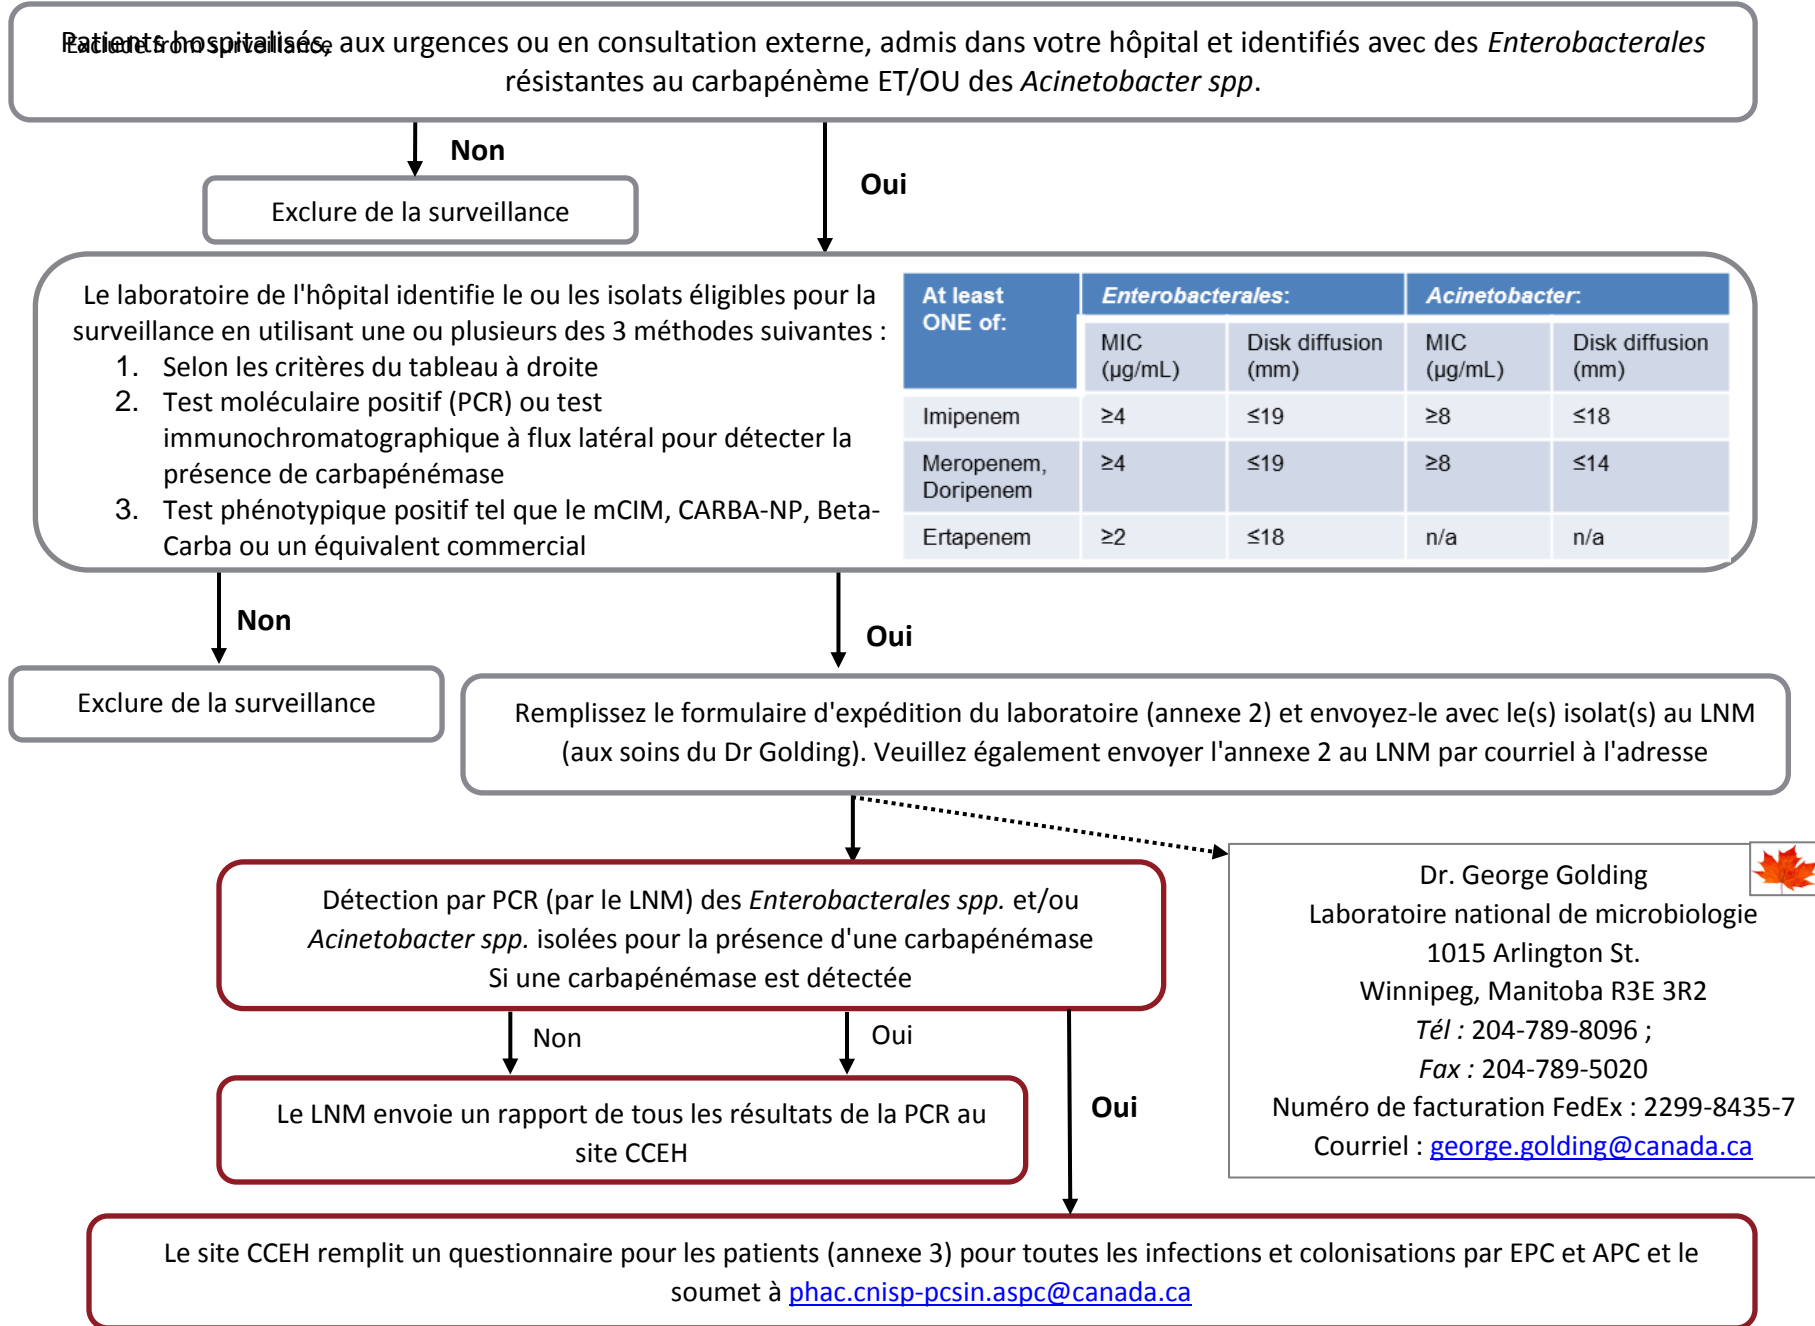 Exclude from surveillance
Patients hospitalisés, aux urgences ou en consultation externe, admis dans votre hôpital et identifiés avec des Enterobacterales
résistantes au carbapénème ET/OU des Acinetobacter spp.
Non
Oui
Exclure de la surveillance
Le laboratoire de l'hôpital identifie le ou les isolats éligibles pour la
surveillance en utilisant une ou plusieurs des 3 méthodes suivantes :
1. Selon les critères du tableau à droite
2. Test moléculaire positif (PCR) ou test
immunochromatographique à flux latéral pour détecter la
présence de carbapénémase
3. Test phénotypique positif tel que le mCIM, CARBA-NP, Beta-
Carba ou un équivalent commercial
At least ONE of: Enterobacterales: Acinetobacter:
MIC (µg/mL) Disk diffusion (mm) MIC (µg/mL) Disk diffusion (mm)
Imipenem ≥4 ≤19 ≥8 ≤18
Meropenem, Doripenem ≥4 ≤19 ≥8 ≤14
Ertapenem ≥2 ≤18 n/a n/a
Non
Oui
Exclure de la surveillance
Remplissez le formulaire d'expédition du laboratoire (annexe 2) et envoyez-le avec le(s) isolat(s) au LNM
(aux soins du Dr Golding). Veuillez également envoyer l'annexe 2 au LNM par courriel à l'adresse
Détection par PCR (par le LNM) des Enterobacterales spp. et/ou
Acinetobacter spp. isolées pour la présence d'une carbapénémase
Si une carbapénémase est détectée
Dr. George Golding
Laboratoire national de microbiologie
1015 Arlington St.
Winnipeg, Manitoba R3E 3R2
Tél : 204-789-8096 ;
Fax : 204-789-5020
Numéro de facturation FedEx : 2299-8435-7
Courriel : george.golding@canada.ca
Non
Oui
Oui
Le LNM envoie un rapport de tous les résultats de la PCR au
site CCEH
Le site CCEH remplit un questionnaire pour les patients (annexe 3) pour toutes les infections et colonisations par EPC et APC et le
soumet à phac.cnisp-pcsin.aspc@canada.ca